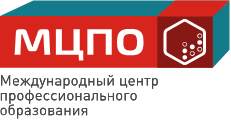 МЦПО
Международный центр
профессионального
образования